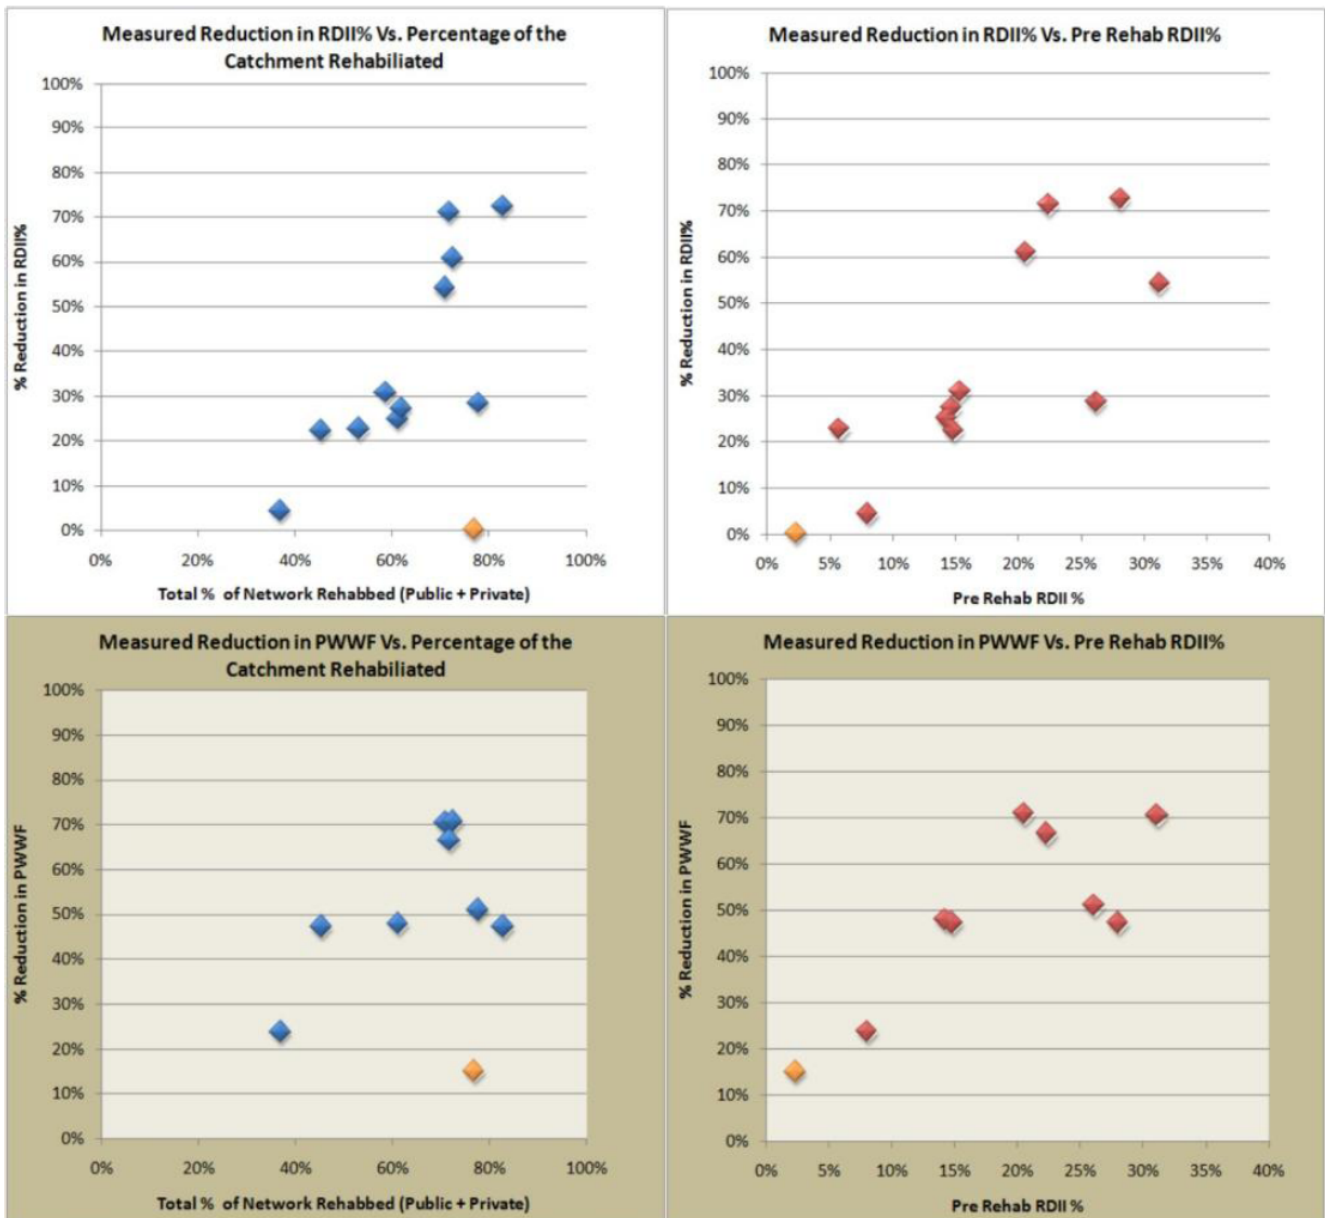 Measured Reduction in RDII% Vs. Percentage of the
Catchment Rehabiliated
100%
90%
80%
70%
60%
50%
40%
30%
20%
10%
0%
% Reduction in RDII%
0% 20% 40% 60% 80% 100%
Total % of Network Rehabbed (Public + Private)
Measured Reduction in RDII% Vs. Pre Rehab RDII%
100%
90%
80%
70%
60%
50%
40%
30%
20%
10%
0%
% Reduction in RDII%
0% 5% 10% 15% 20% 25% 30% 35% 40%
Pre Rehab RDII %
Measured Reduction in PWWF Vs. Percentage of the
Catchment Rehabiliated
100%
90%
80%
70%
60%
50%
40%
30%
20%
10%
0%
% Reduction in PWWF
0% 20% 40% 60% 80% 100%
Total % of Network Rehabbed (Public + Private)
Measured Reduction in PWWF Vs. Pre Rehab RDII%
100%
90%
80%
70%
60%
50%
40%
30%
20%
10%
0%
% Reduction in PWWF
0% 5% 10% 15% 20% 25% 30% 35% 40%
Pre Rehab RDII %